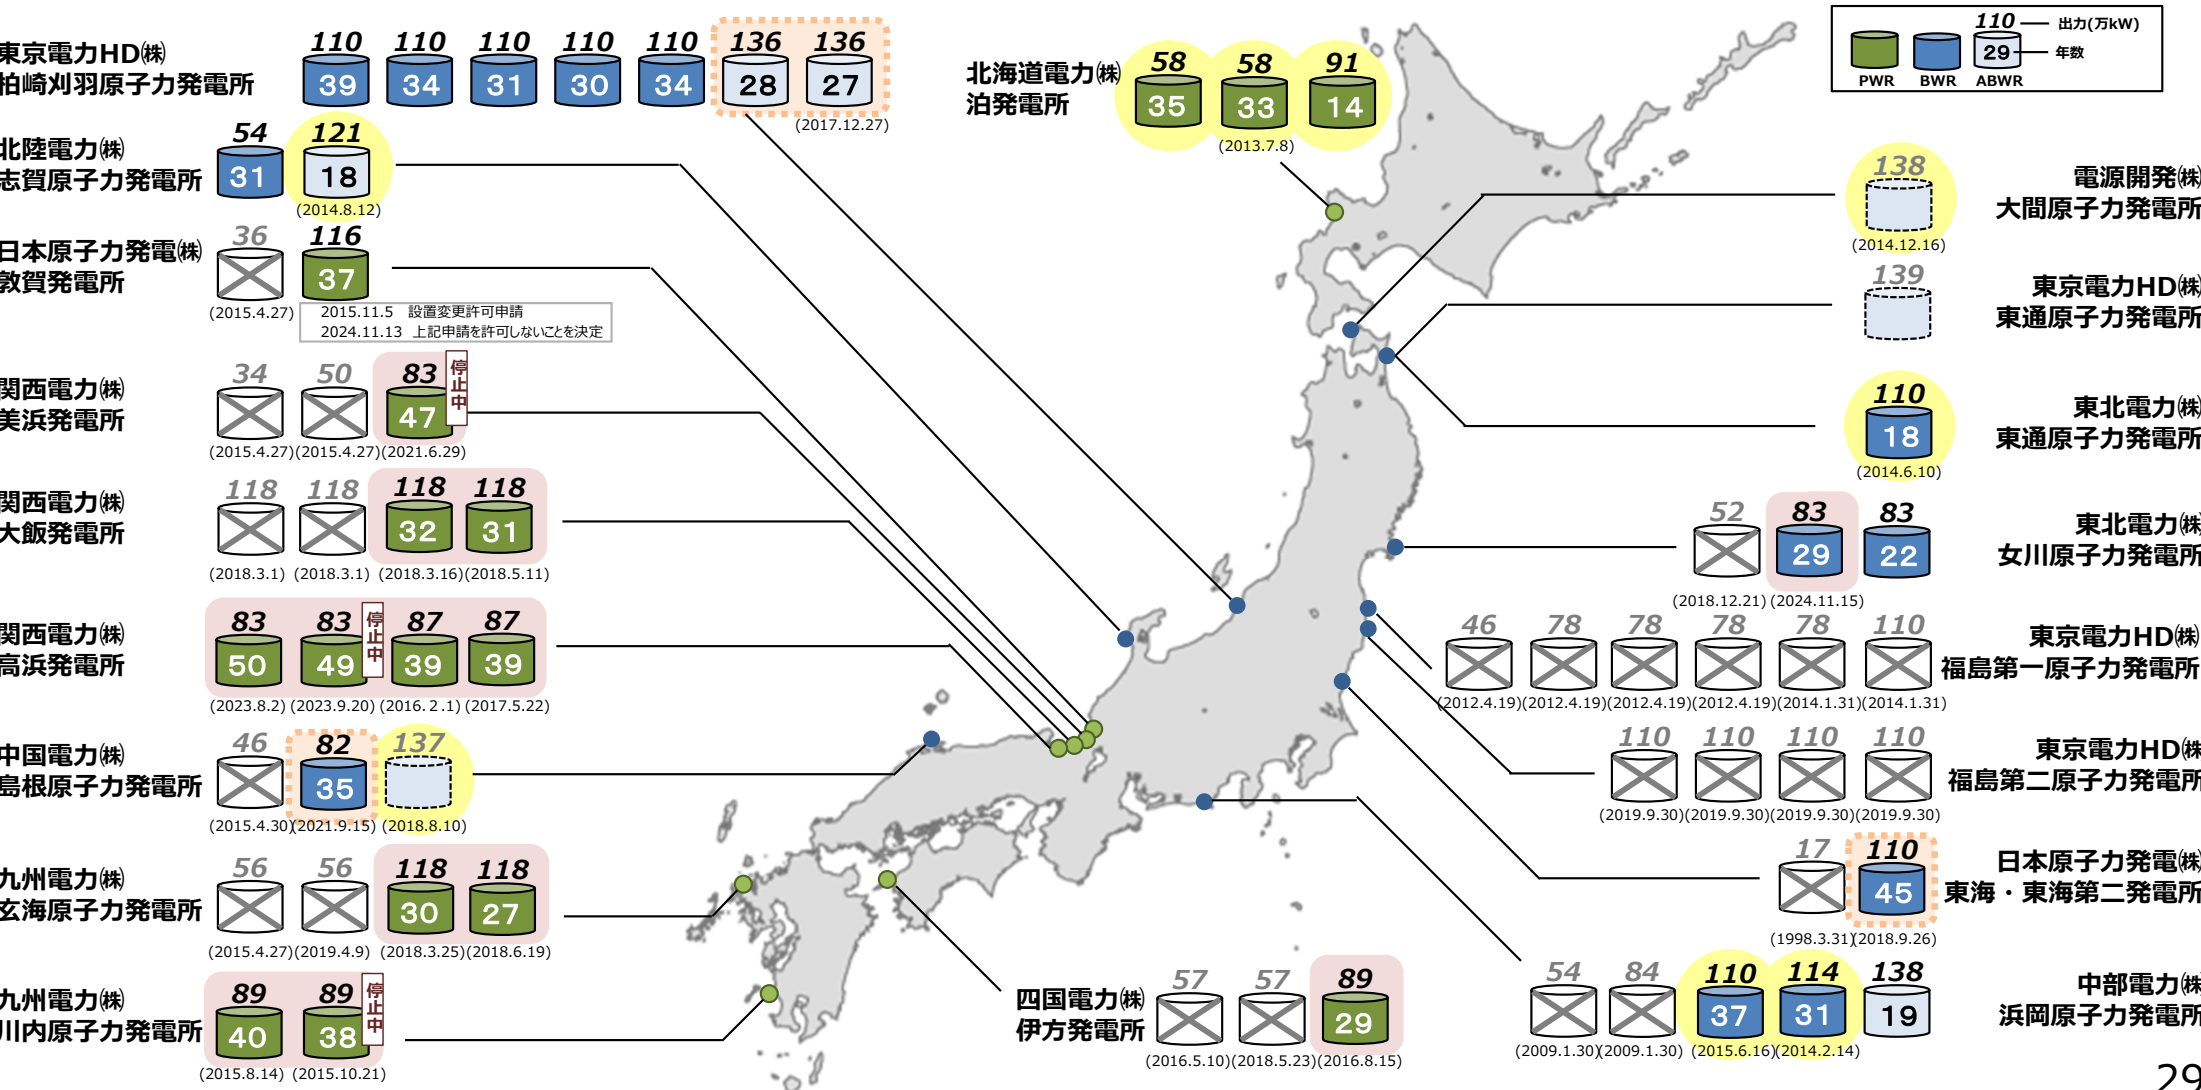 東京電力HD㈱
柏崎刈羽原子力発電所
110 110 110 110 110 136 136
39 34 31 30 34 28 27
(2017.12.27)
北陸電力㈱
志賀原子力発電所
54 121
31 18
(2014.8.12)
日本原子力発電㈱
敦賀発電所
36 116
37
(2015.4.27)
2015.11.5 設置変更許可申請
2024.11.13 上記申請を許可しないことを決定
関西電力㈱
美浜発電所
34 50 83
停止中
47
(2015.4.27) (2015.4.27) (2021.6.29)
関西電力㈱
大飯発電所
118 118 118 118
32 31
(2018.3.1) (2018.3.1) (2018.3.16) (2018.5.11)
関西電力㈱
高浜発電所
83 83 87 87
停止中
50 49 39 39
(2023.8.2) (2023.9.20) (2016.2.1) (2017.5.22)
中国電力㈱
島根原子力発電所
46 82 137
35
(2015.4.30) (2021.9.15) (2018.8.10)
九州電力㈱
玄海原子力発電所
56 56 118 118
30 27
(2015.4.27) (2019.4.9) (2018.3.25) (2018.6.19)
九州電力㈱
川内原子力発電所
89 89
停止中
40 38
(2015.8.14) (2015.10.21)
北海道電力㈱
泊発電所
58 58 91
35 33 14
(2013.7.8)
四国電力㈱
伊方発電所
57 57 89
29
(2016.5.10) (2018.5.23) (2016.8.15)
110 出力(万kW)
29 年数
PWR BWR ABWR
138
(2014.12.16)
電源開発㈱
大間原子力発電所
139
東京電力HD㈱
東通原子力発電所
110
18
(2014.6.10)
東北電力㈱
東通原子力発電所
52 83 83
29 22
(2018.12.21) (2024.11.15)
東北電力㈱
女川原子力発電所
46 78 78 78 78 110
(2012.4.19) (2012.4.19) (2012.4.19) (2012.4.19) (2014.1.31) (2014.1.31)
東京電力HD㈱
福島第一原子力発電所
110 110 110 110
(2019.9.30) (2019.9.30) (2019.9.30) (2019.9.30)
東京電力HD㈱
福島第二原子力発電所
17 110
45
(1998.3.31) (2018.9.26)
日本原子力発電㈱
東海・東海第二発電所
54 84 110 114 138
37 31 19
(2009.1.30) (2009.1.30) (2015.6.16) (2014.2.14)
中部電力㈱
浜岡原子力発電所
29